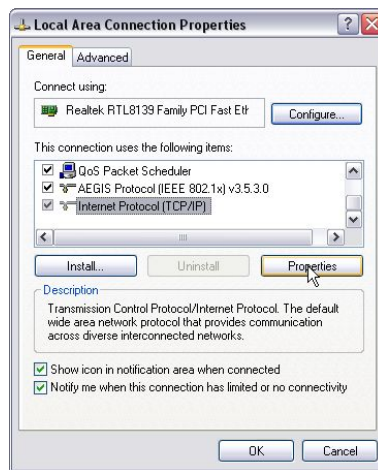 Local Area Connection Properties
General Advanced
Connect using:
Realtek RTL8139 Family PCI Fast Eth
Configure...
This connection uses the following items:
QoS Packet Scheduler
AEGIS Protocol (IEEE 802.1x) v3.5.3.0
Internet Protocol (TCP/IP)
Install... Uninstall Properties
Description
Transmission Control Protocol/Internet Protocol. The default
wide area network protocol that provides communication
across diverse interconnected networks.
Show icon in notification area when connected
Notify me when this connection has limited or no connectivity
OK Cancel